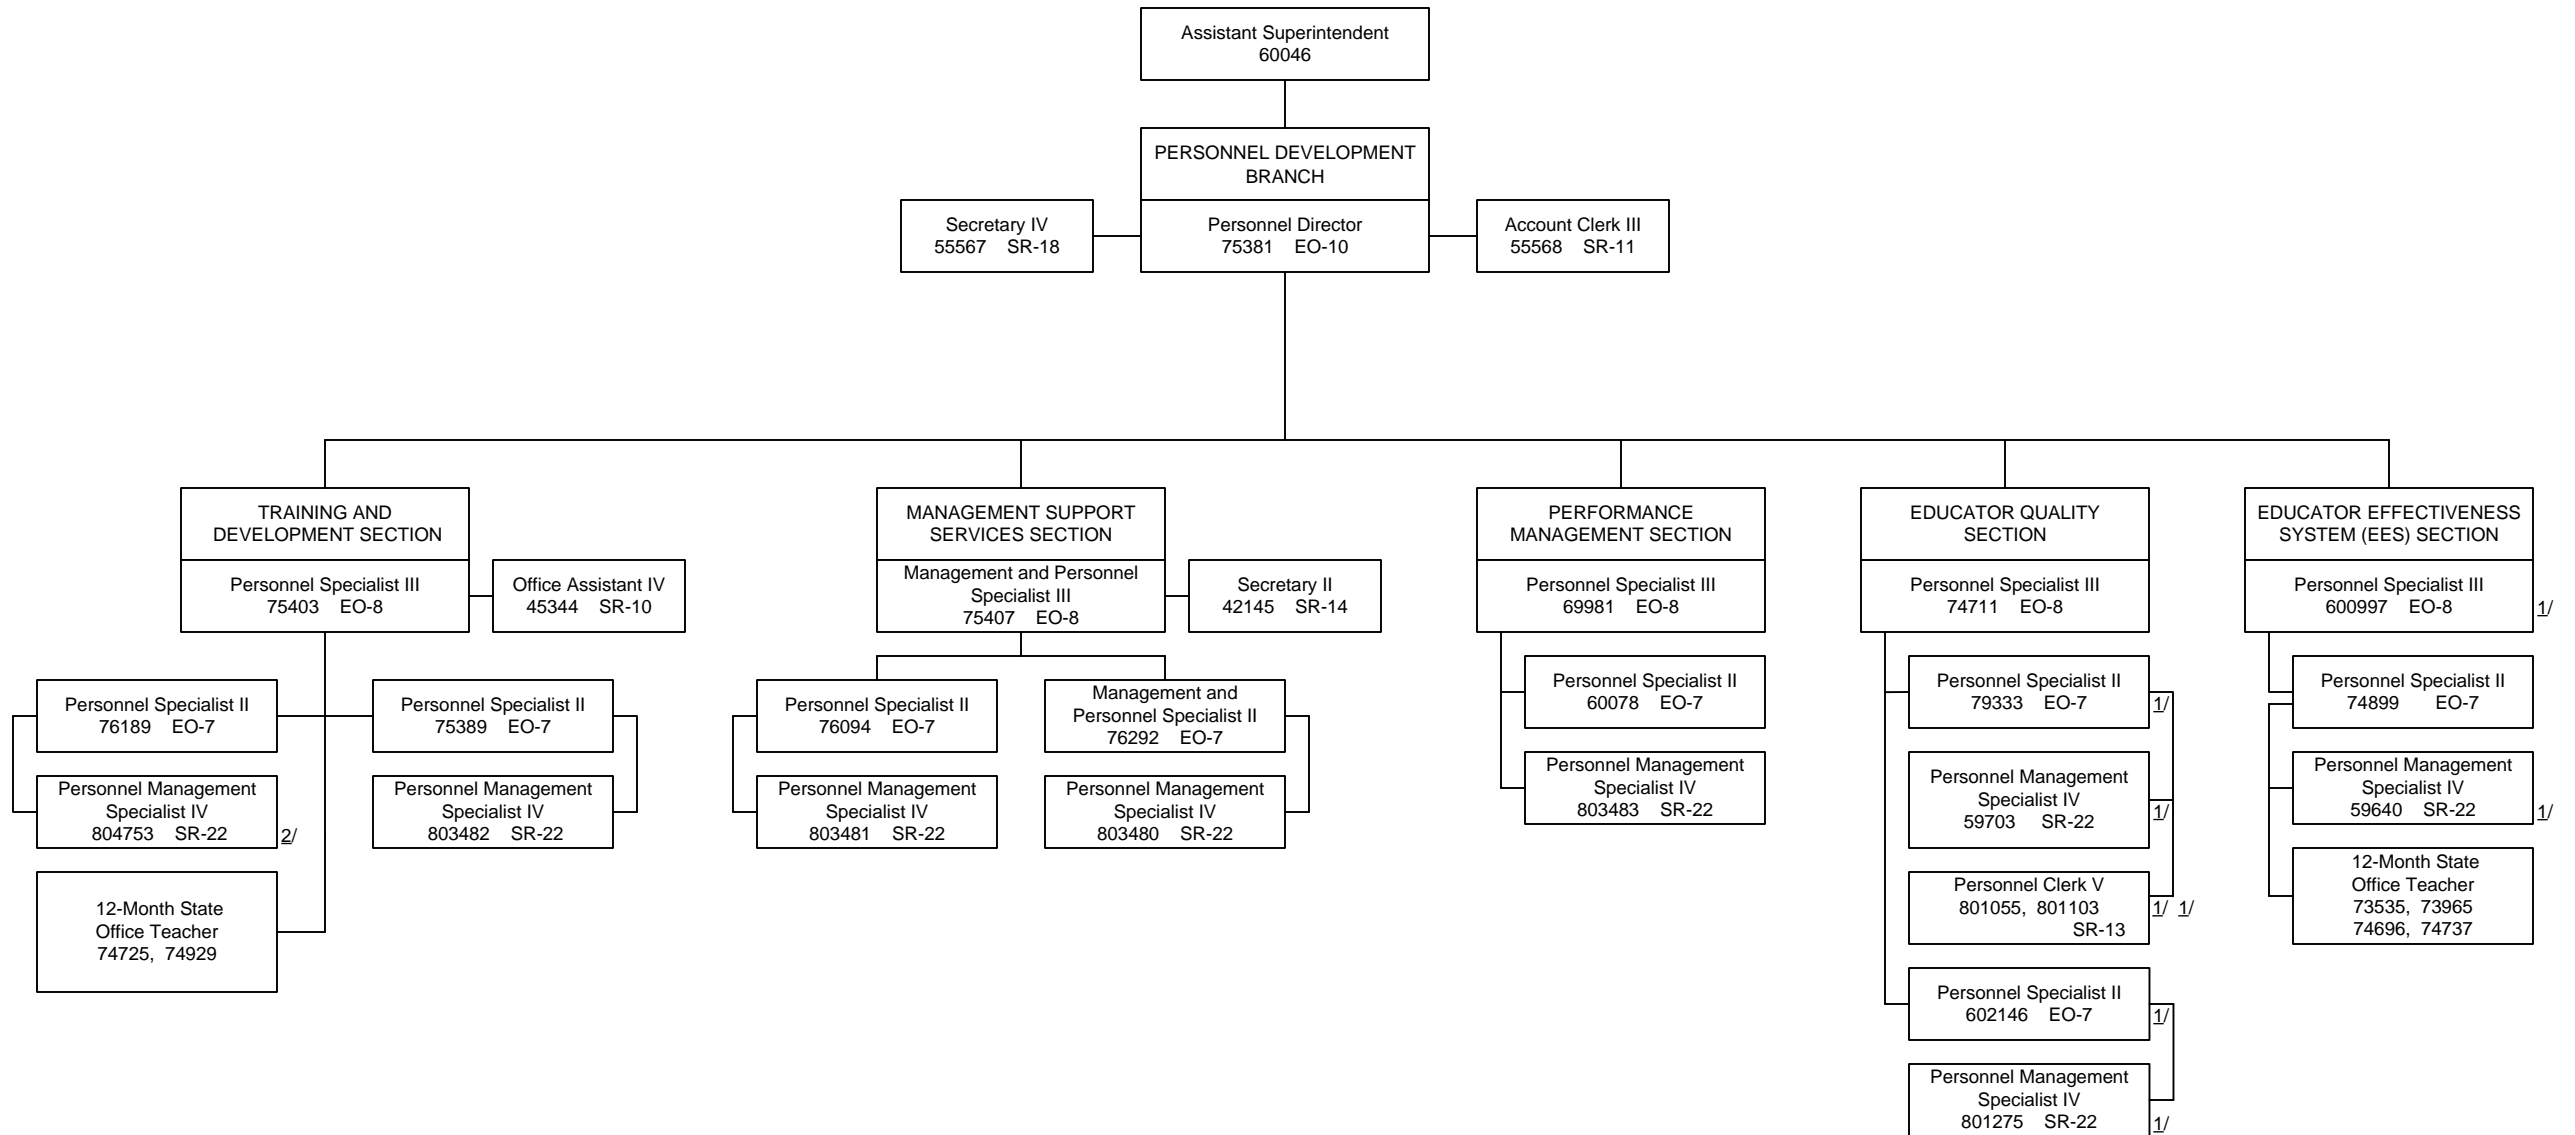 Assistant Superintendent
60046
PERSONNEL DEVELOPMENT
BRANCH
Secretary IV
55567 SR-18
Personnel Director
75381 EO-10
Account Clerk III
55568 SR-11
TRAINING AND
DEVELOPMENT SECTION
Personnel Specialist III
75403 EO-8
Office Assistant IV
45344 SR-10
Personnel Specialist II
76189 EO-7
Personnel Specialist II
75389 EO-7
Personnel Management
Specialist IV
804753 SR-22
2/
Personnel Management
Specialist IV
803482 SR-22
12-Month State
Office Teacher
74725, 74929
MANAGEMENT SUPPORT
SERVICES SECTION
Management and Personnel
Specialist III
75407 EO-8
Secretary II
42145 SR-14
Personnel Specialist II
76094 EO-7
Management and
Personnel Specialist II
76292 EO-7
Personnel Management
Specialist IV
803481 SR-22
Personnel Management
Specialist IV
803480 SR-22
PERFORMANCE
MANAGEMENT SECTION
Personnel Specialist III
69981 EO-8
Personnel Specialist II
60078 EO-7
Personnel Management
Specialist IV
803483 SR-22
EDUCATOR QUALITY
SECTION
Personnel Specialist III
74711 EO-8
Personnel Specialist II
79333 EO-7
1/
Personnel Management
Specialist IV
59703 SR-22
1/
Personnel Clerk V
801055, 801103
SR-13
1/ 1/
Personnel Specialist II
602146 EO-7
1/
Personnel Management
Specialist IV
801275 SR-22
1/
EDUCATOR EFFECTIVENESS
SYSTEM (EES) SECTION
Personnel Specialist III
600997 EO-8
1/
Personnel Specialist II
74899 EO-7
Personnel Management
Specialist IV
59640 SR-22
1/
12-Month State
Office Teacher
73535, 73965
74696, 74737